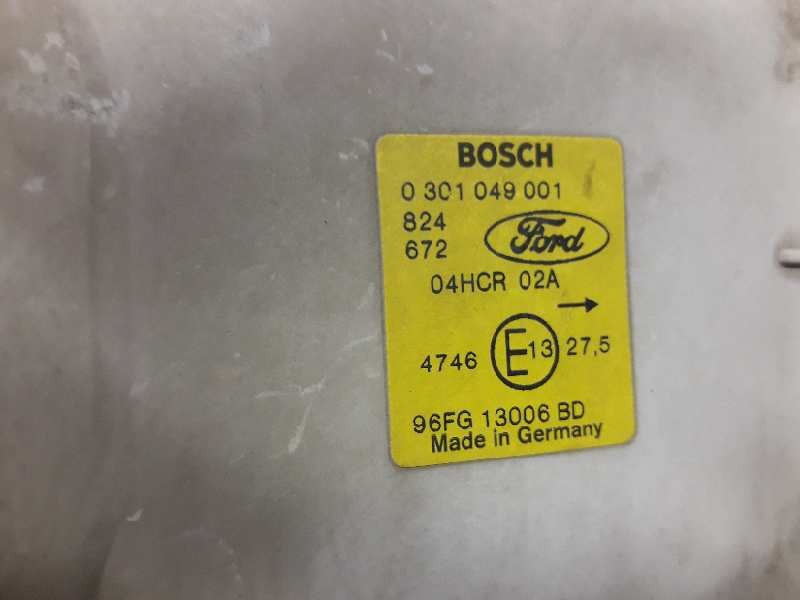 BOSCH
0 301 049 001
824
672
Ford
04HCR 02A
4746 E13 27,5
96FG 13006 BD
Made in Germany